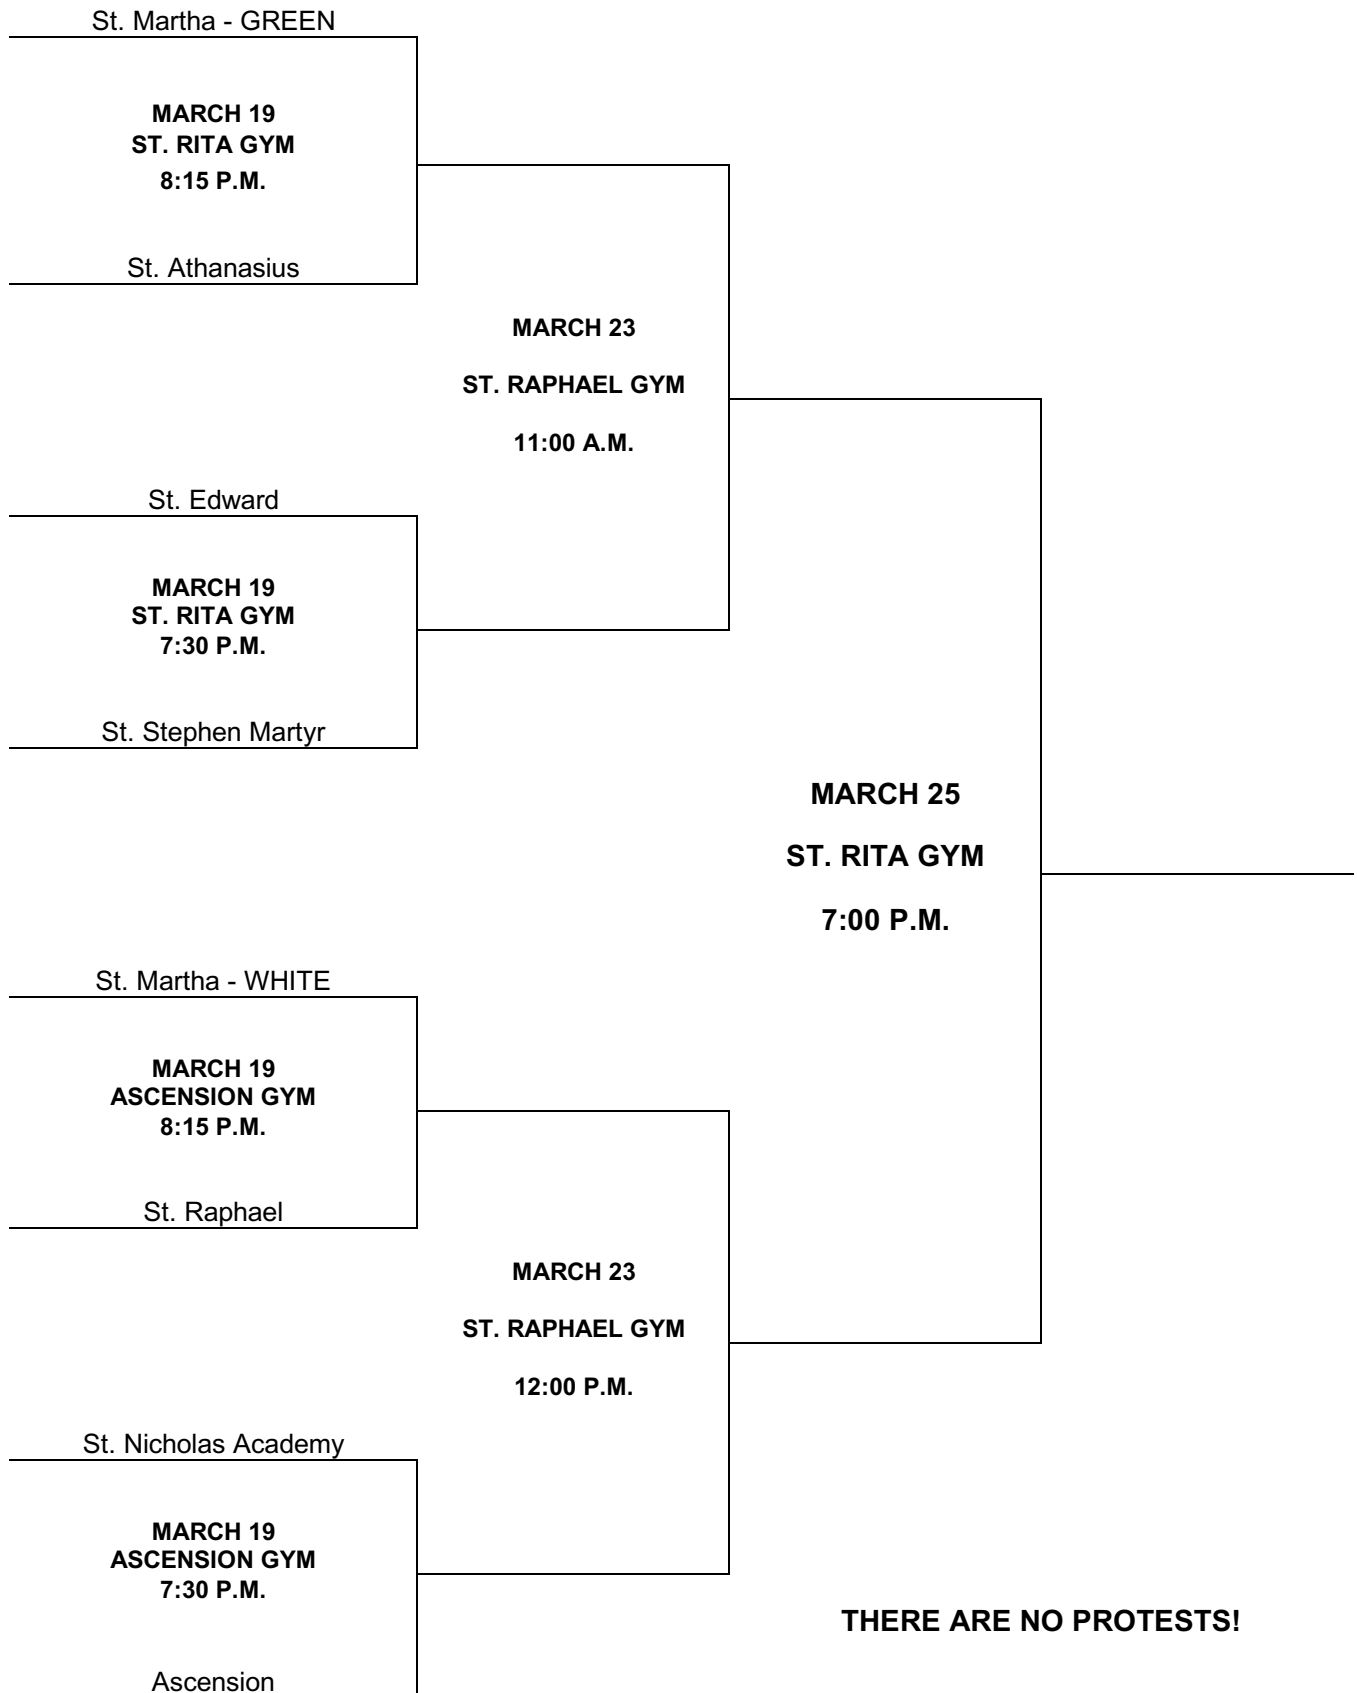 St. Martha - GREEN
MARCH 19
ST. RITA GYM
8:15 P.M.
St. Athanasius
MARCH 23
ST. RAPHAEL GYM
11:00 A.M.
St. Edward
MARCH 19
ST. RITA GYM
7:30 P.M.
St. Stephen Martyr
MARCH 25
ST. RITA GYM
7:00 P.M.
St. Martha - WHITE
MARCH 19
ASCENSION GYM
8:15 P.M.
St. Raphael
MARCH 23
ST. RAPHAEL GYM
12:00 P.M.
St. Nicholas Academy
MARCH 19
ASCENSION GYM
7:30 P.M.
THERE ARE NO PROTESTS!
Ascension